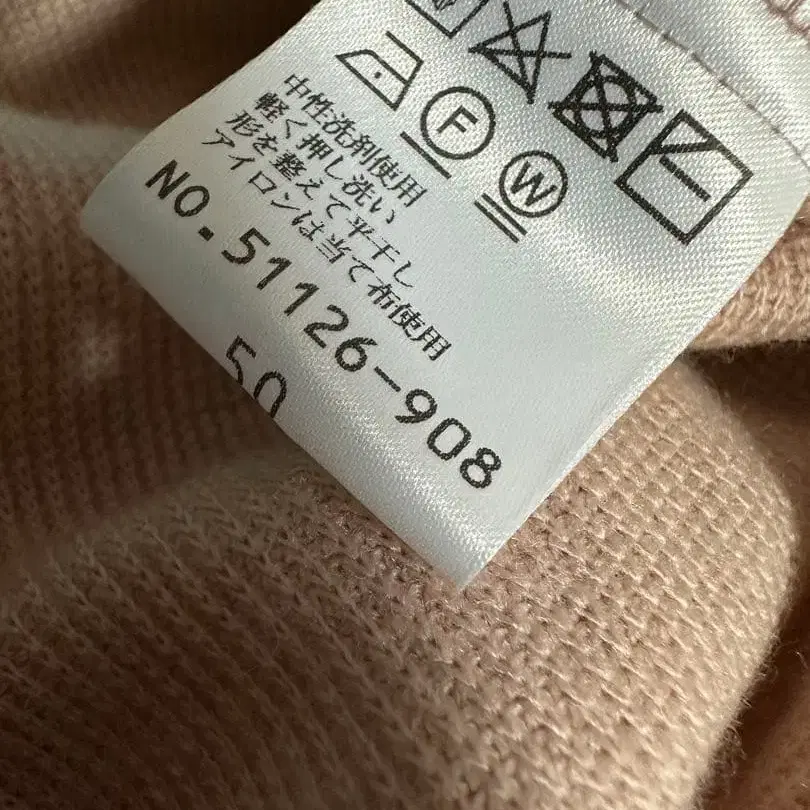 F W
中性洗剤使用
軽く押し洗い
形を整えて平干し
アイロンは当て布使用
NO.51126-908
50